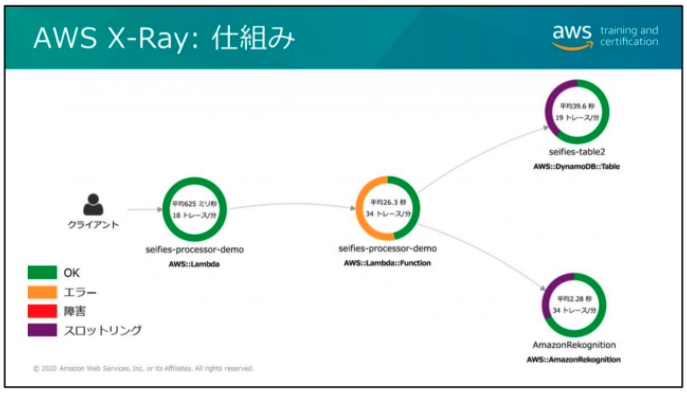 AWS X-Ray: 仕組み
aws training and
certification
平均39.6 秒
19 トレース/分
seifies-table2
AWS::DynamoDB::Table
クライアント
平均625 ミリ秒
18 トレース/分
seifies-processor-demo
AWS::Lambda
平均26.3 秒
34 トレース/分
seifies-processor-demo
AWS::Lambda::Function
OK
エラー
障害
スロットリング
平均2.28 秒
34 トレース/分
AmazonRekognition
AWS::AmazonRekognition
© 2020 Amazon Web Services, Inc. or its Affiliates. All rights reserved.